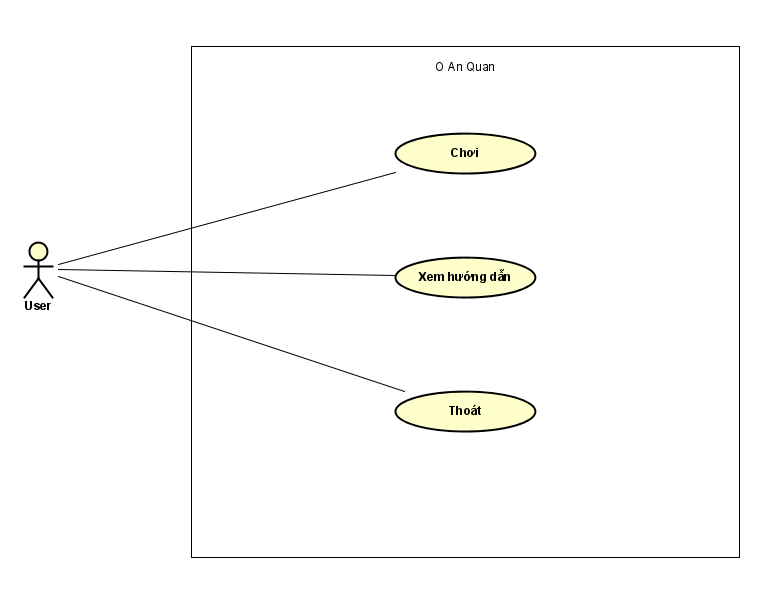 O An Quan
Chơi
Xem hướng dẫn
User
Thoát